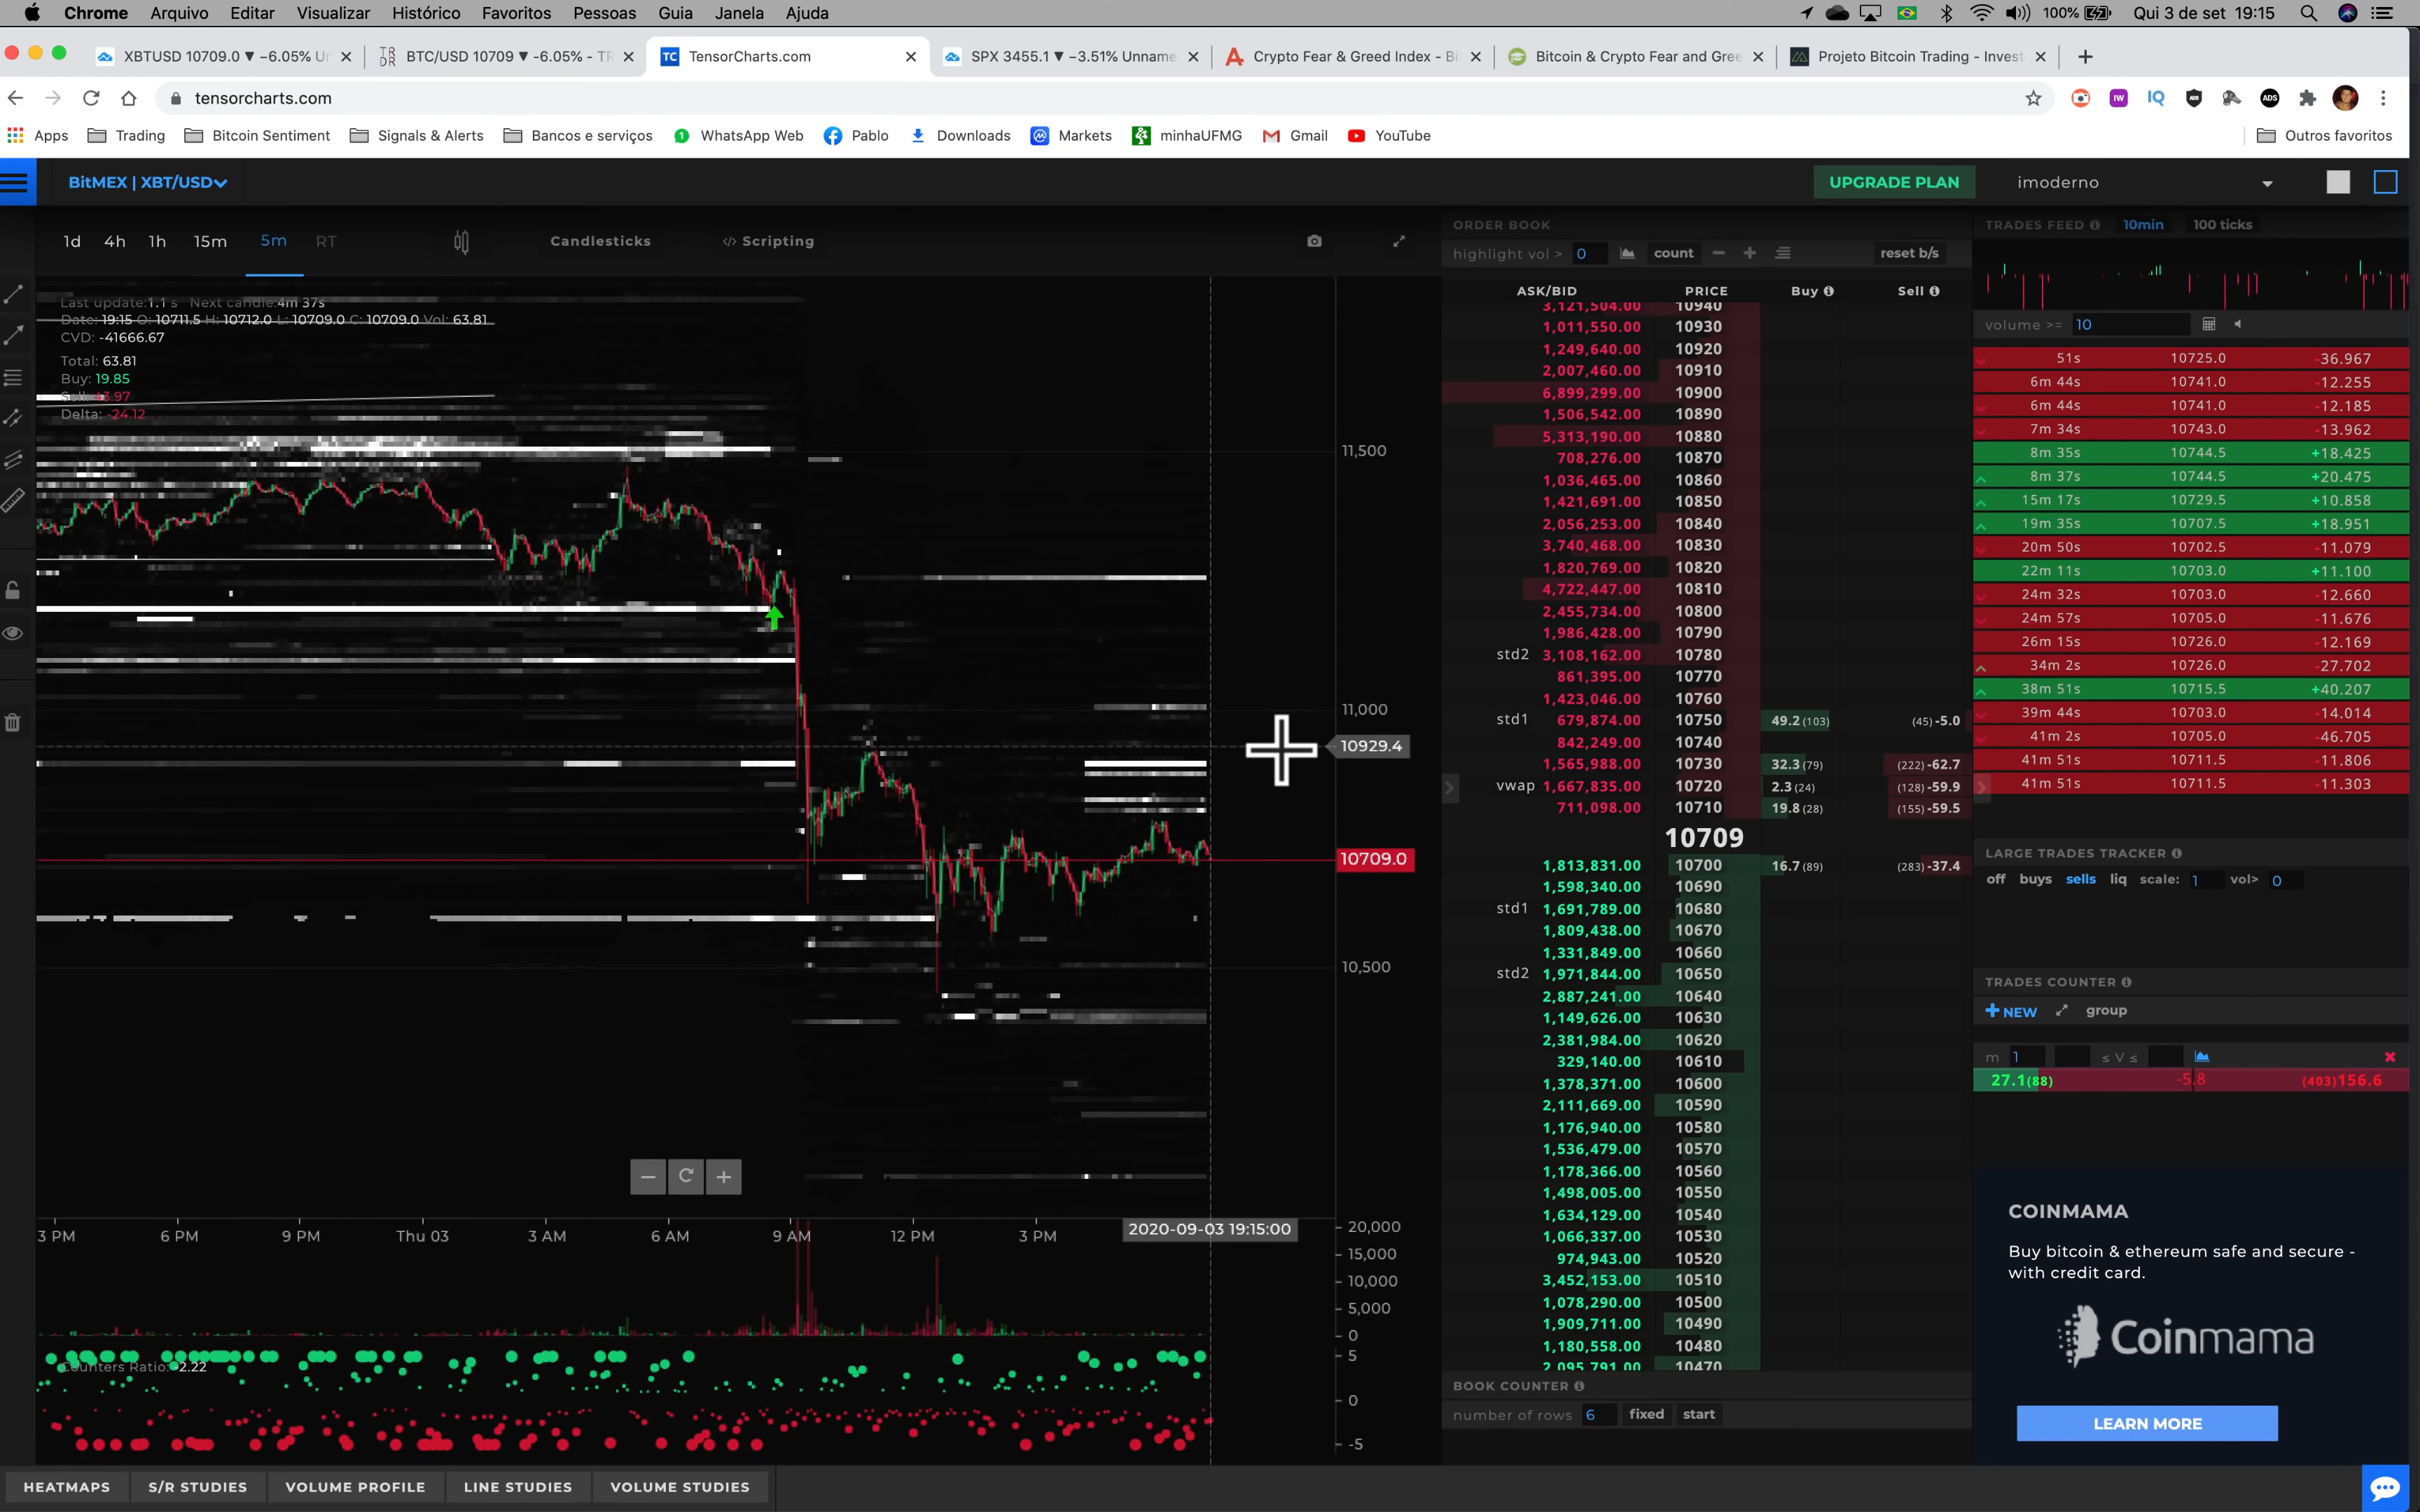 Chrome Arquivo Editar Visualizar Histórico Favoritos Pessoas Guia Janela Ajuda 100% Qui 3 de set 19:15
XBTUSD 10709.0 ▼ −6.05% Un
BTC/USD 10709 ▼ -6.05% - TR
TC TensorCharts.com
SPX 3455.1 ▼ −3.51% Unname
Crypto Fear & Greed Index - Bi
Bitcoin & Crypto Fear and Gree
Projeto Bitcoin Trading - Invest
tensorcharts.com
Apps Trading Bitcoin Sentiment Signals & Alerts Bancos e serviços WhatsApp Web Pablo Downloads Markets minhaUFMG Gmail YouTube Outros favoritos
BitMEX | XBT/USD UPGRADE PLAN imoderno
1d 4h 1h 15m 5m RT Candlesticks </> Scripting
Last update:1.1 s Next candle:4m 37s
Date: 19:15 O: 10711.5 H: 10712.0 L: 10709.0 C: 10709.0 Vol: 63.81
CVD: -41666.67
Total: 63.81
Buy: 19.85
Sell: 43.97
Delta: -24.12
11,500
11,000
10929.4
10709.0
10,500
3 PM 6 PM 9 PM Thu 03 3 AM 6 AM 9 AM 12 PM 3 PM 2020-09-03 19:15:00
20,000
15,000
10,000
5,000
0
Counters Ratio: -2.22
5
0
-5
HEATMAPS S/R STUDIES VOLUME PROFILE LINE STUDIES VOLUME STUDIES
ORDER BOOK
highlight vol > 0 count reset b/s
ASK/BID PRICE Buy Sell
3,121,504.00 10940
1,011,550.00 10930
1,249,640.00 10920
2,007,460.00 10910
6,899,299.00 10900
1,506,542.00 10890
5,313,190.00 10880
708,276.00 10870
1,036,465.00 10860
1,421,691.00 10850
2,056,253.00 10840
3,740,468.00 10830
1,820,769.00 10820
4,722,447.00 10810
2,455,734.00 10800
1,986,428.00 10790
std2 3,108,162.00 10780
861,395.00 10770
1,423,046.00 10760
std1 679,874.00 10750 49.2 (103) (45) -5.0
842,249.00 10740
1,565,988.00 10730 32.3 (79) (222) -62.7
vwap 1,667,835.00 10720 2.3 (24) (128) -59.9
711,098.00 10710 19.8 (28) (155) -59.5
10709
1,813,831.00 10700 16.7 (89) (283) -37.4
1,598,340.00 10690
std1 1,691,789.00 10680
1,809,438.00 10670
1,331,849.00 10660
std2 1,971,844.00 10650
2,887,241.00 10640
1,149,626.00 10630
2,381,984.00 10620
329,140.00 10610
1,378,371.00 10600
2,111,669.00 10590
1,176,940.00 10580
1,536,479.00 10570
1,178,366.00 10560
1,498,005.00 10550
1,634,129.00 10540
1,066,337.00 10530
974,943.00 10520
3,452,153.00 10510
1,078,290.00 10500
1,909,711.00 10490
1,180,558.00 10480
2,095,791.00 10470
BOOK COUNTER
number of rows 6 fixed start
TRADES FEED 10min 100 ticks
volume >= 10
51s 10725.0 -36.967
6m 44s 10741.0 -12.255
6m 44s 10741.0 -12.185
7m 34s 10743.0 -13.962
8m 35s 10744.5 +18.425
8m 37s 10744.5 +20.475
15m 17s 10729.5 +10.858
19m 35s 10707.5 +18.951
20m 50s 10702.5 -11.079
22m 11s 10703.0 +11.100
24m 32s 10703.0 -12.660
24m 57s 10705.0 -11.676
26m 15s 10726.0 -12.169
34m 2s 10726.0 -27.702
38m 51s 10715.5 +40.207
39m 44s 10703.0 -14.014
41m 2s 10705.0 -46.705
41m 51s 10711.5 -11.806
41m 51s 10711.5 -11.303
LARGE TRADES TRACKER
off buys sells liq scale: 1 vol> 0
TRADES COUNTER
+ NEW group
m 1 ≤ V ≤
27.1(88) -5.8 (403)156.6
COINMAMA
Buy bitcoin & ethereum safe and secure -
with credit card.
Coinmama
LEARN MORE